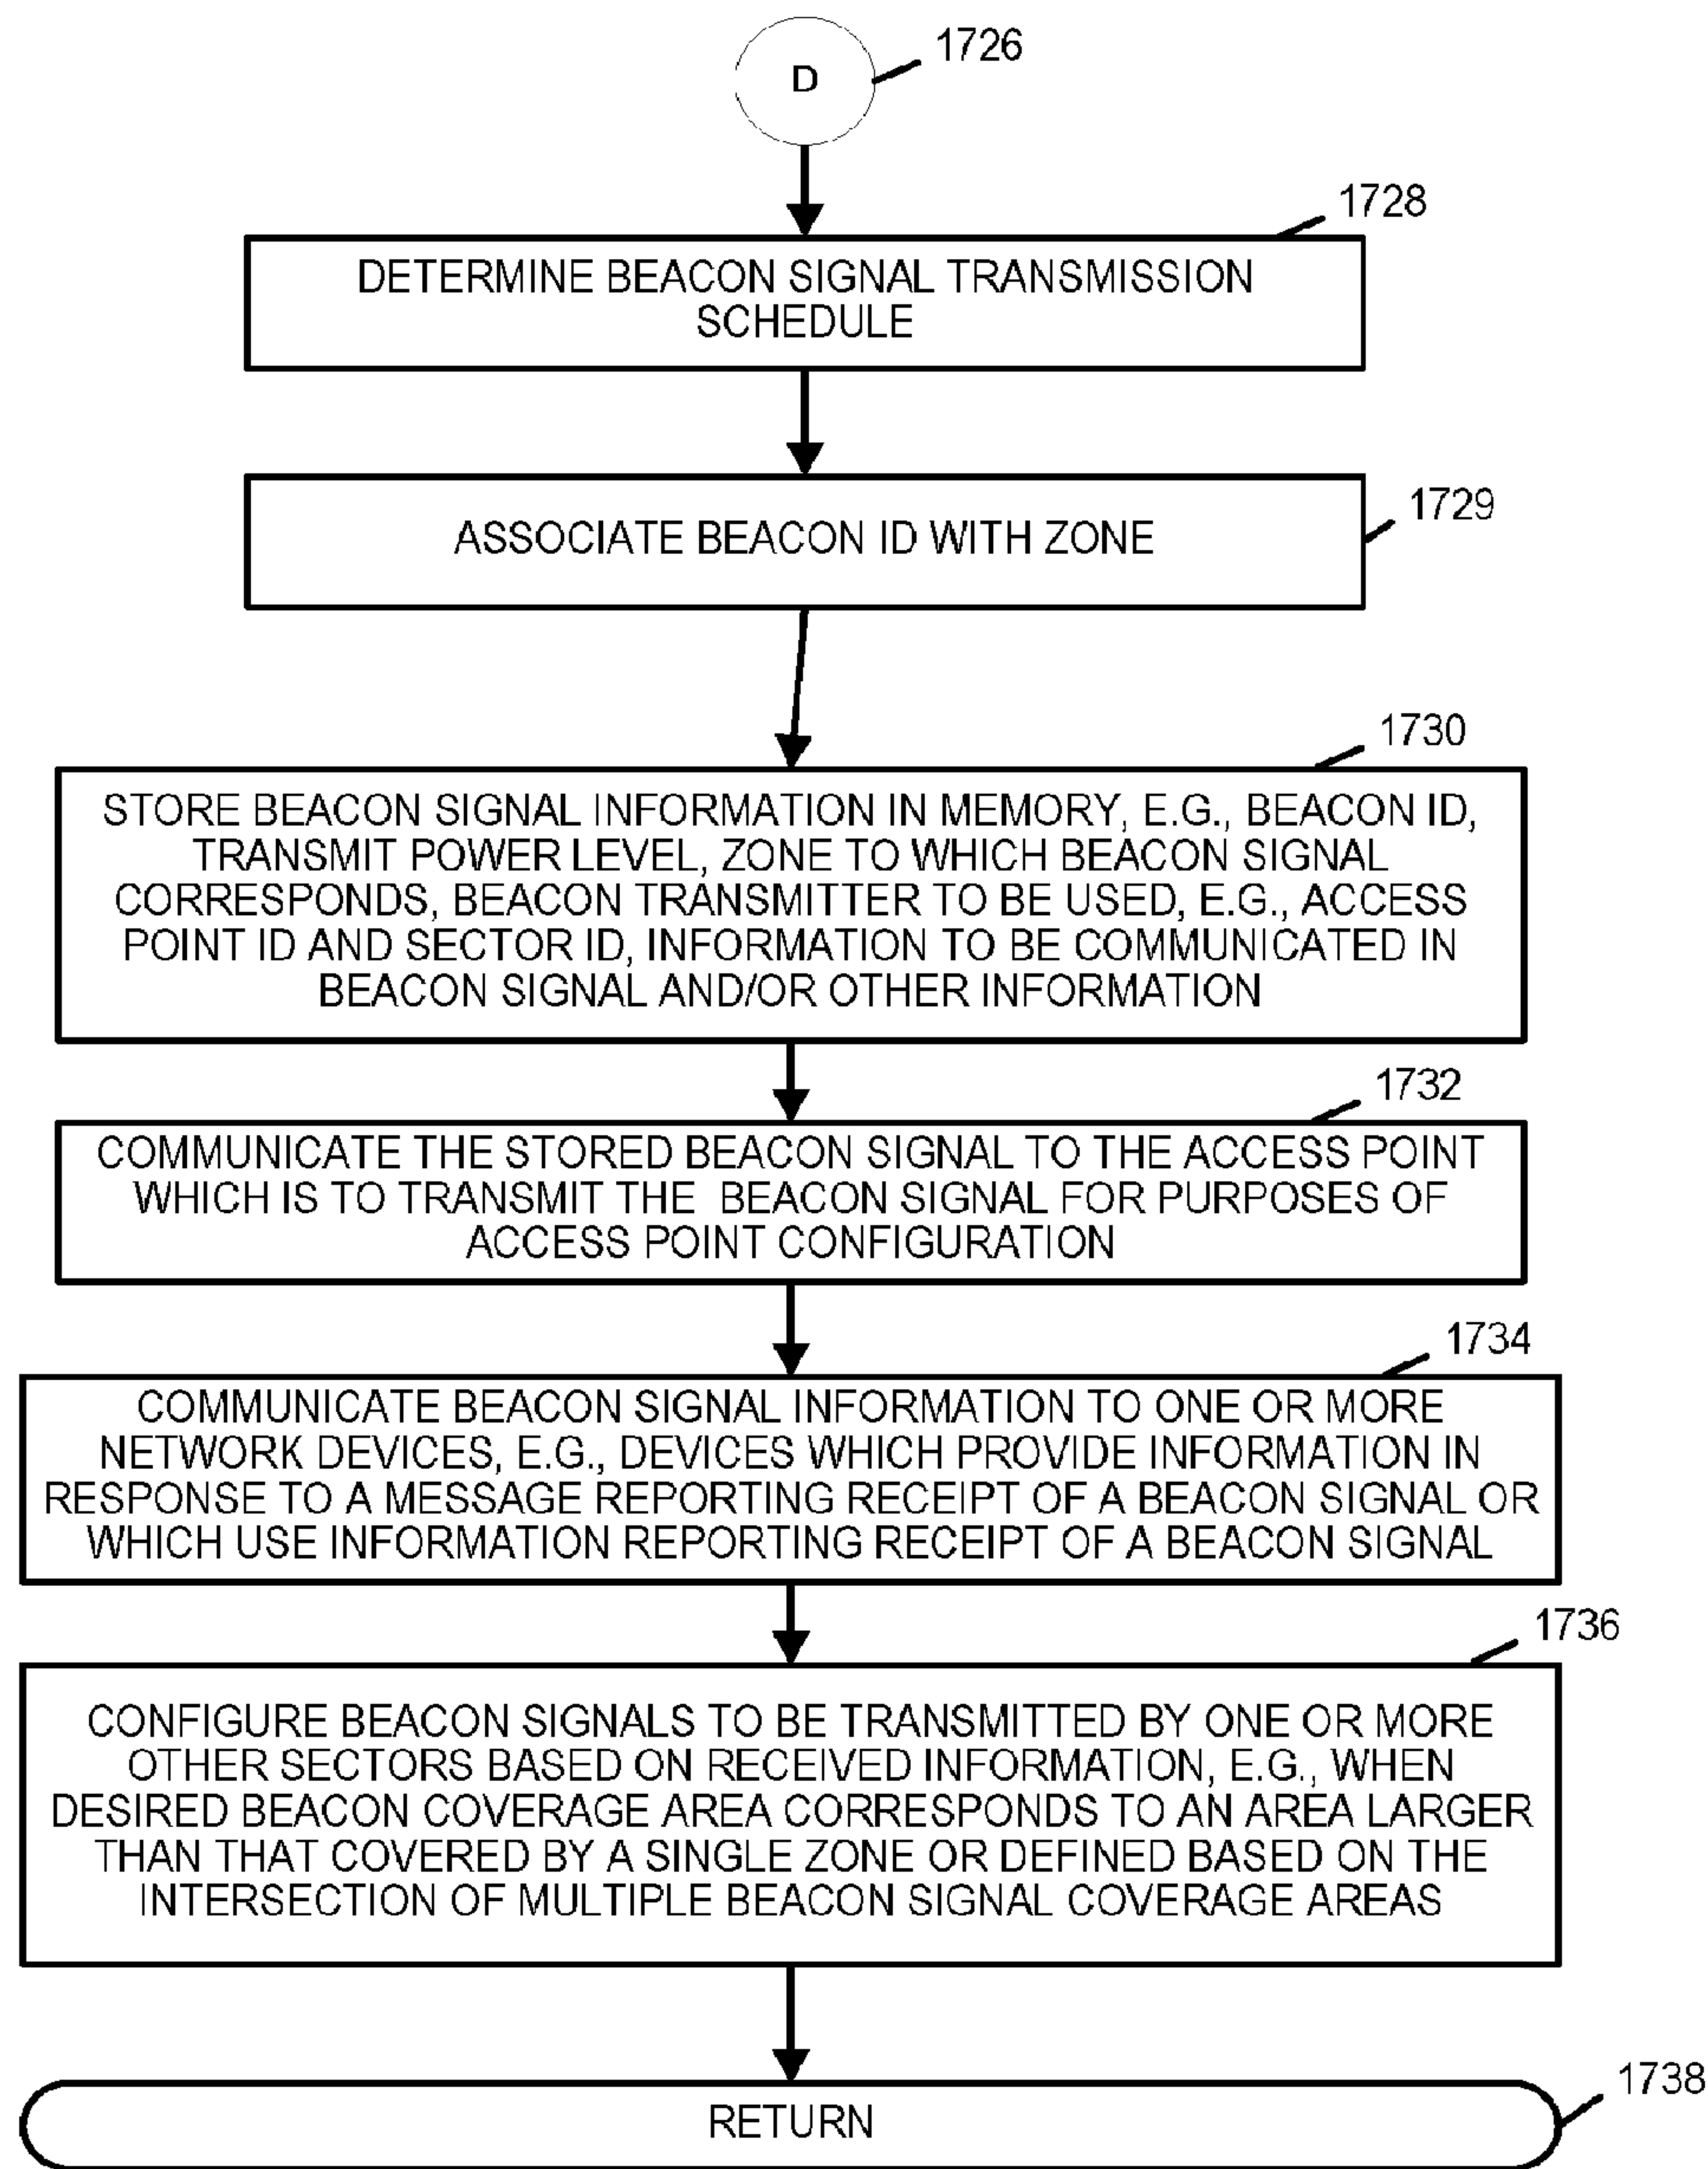 1726
D
1728
DETERMINE BEACON SIGNAL TRANSMISSION
SCHEDULE
1729
ASSOCIATE BEACON ID WITH ZONE
1730
STORE BEACON SIGNAL INFORMATION IN MEMORY, E.G., BEACON ID,
TRANSMIT POWER LEVEL, ZONE TO WHICH BEACON SIGNAL
CORRESPONDS, BEACON TRANSMITTER TO BE USED, E.G., ACCESS
POINT ID AND SECTOR ID, INFORMATION TO BE COMMUNICATED IN
BEACON SIGNAL AND/OR OTHER INFORMATION
1732
COMMUNICATE THE STORED BEACON SIGNAL TO THE ACCESS POINT
WHICH IS TO TRANSMIT THE BEACON SIGNAL FOR PURPOSES OF
ACCESS POINT CONFIGURATION
1734
COMMUNICATE BEACON SIGNAL INFORMATION TO ONE OR MORE
NETWORK DEVICES, E.G., DEVICES WHICH PROVIDE INFORMATION IN
RESPONSE TO A MESSAGE REPORTING RECEIPT OF A BEACON SIGNAL OR
WHICH USE INFORMATION REPORTING RECEIPT OF A BEACON SIGNAL
1736
CONFIGURE BEACON SIGNALS TO BE TRANSMITTED BY ONE OR MORE
OTHER SECTORS BASED ON RECEIVED INFORMATION, E.G., WHEN
DESIRED BEACON COVERAGE AREA CORRESPONDS TO AN AREA LARGER
THAN THAT COVERED BY A SINGLE ZONE OR DEFINED BASED ON THE
INTERSECTION OF MULTIPLE BEACON SIGNAL COVERAGE AREAS
1738
RETURN